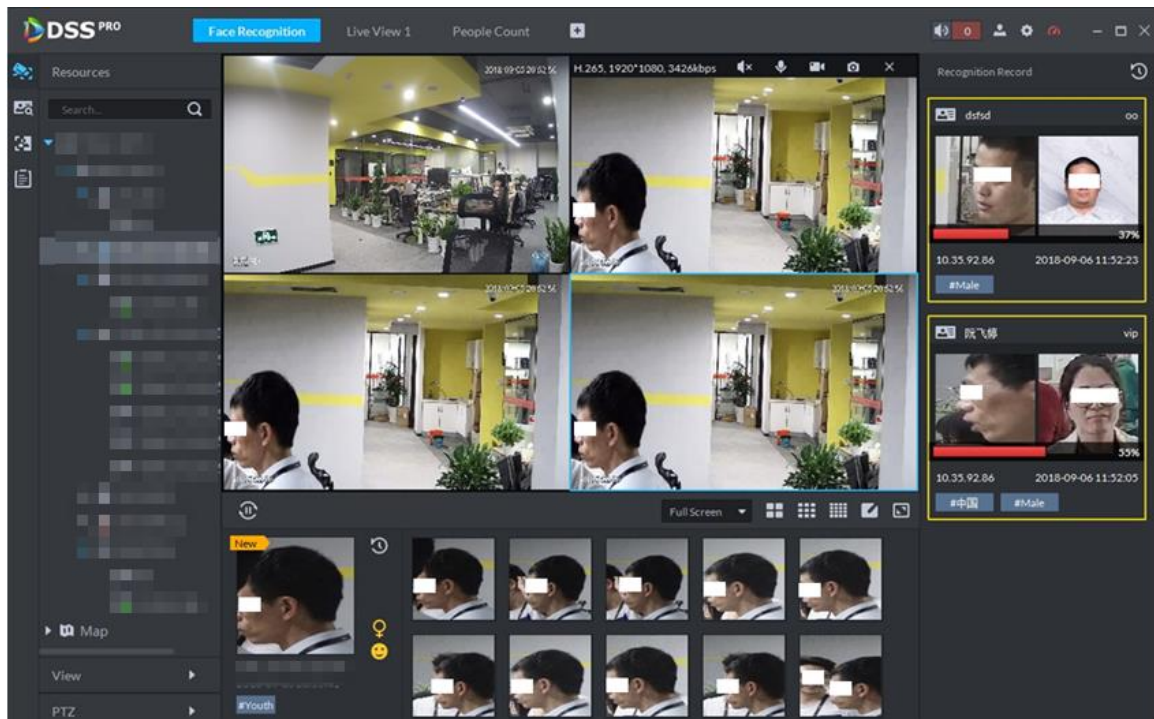 DSS PRO
Face Recognition
Live View 1
People Count
0
Resources
Search...
Map
View
PTZ
H.265, 1920*1080, 3426kbps
Full Screen
New
#Youth
Recognition Record
dsfsd
oo
37%
10.35.92.86
2018-09-06 11:52:23
#Male
vip
55%
10.35.92.86
2018-09-06 11:52:05
#中国
#Male